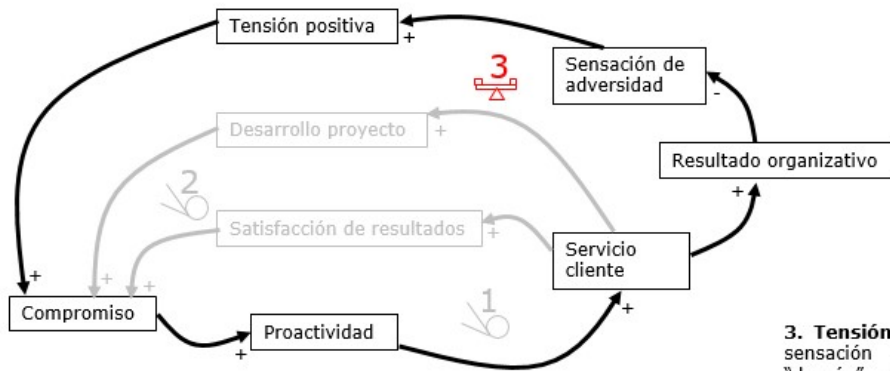 Tensión positiva
+
Sensación de
adversidad
-
3
Desarrollo proyecto
+
Resultado organizativo
+
2
Satisfacción de resultados
+
Servicio
cliente
+
+
+
+
Compromiso
Proactividad
+
1
3. Tensión
sensación